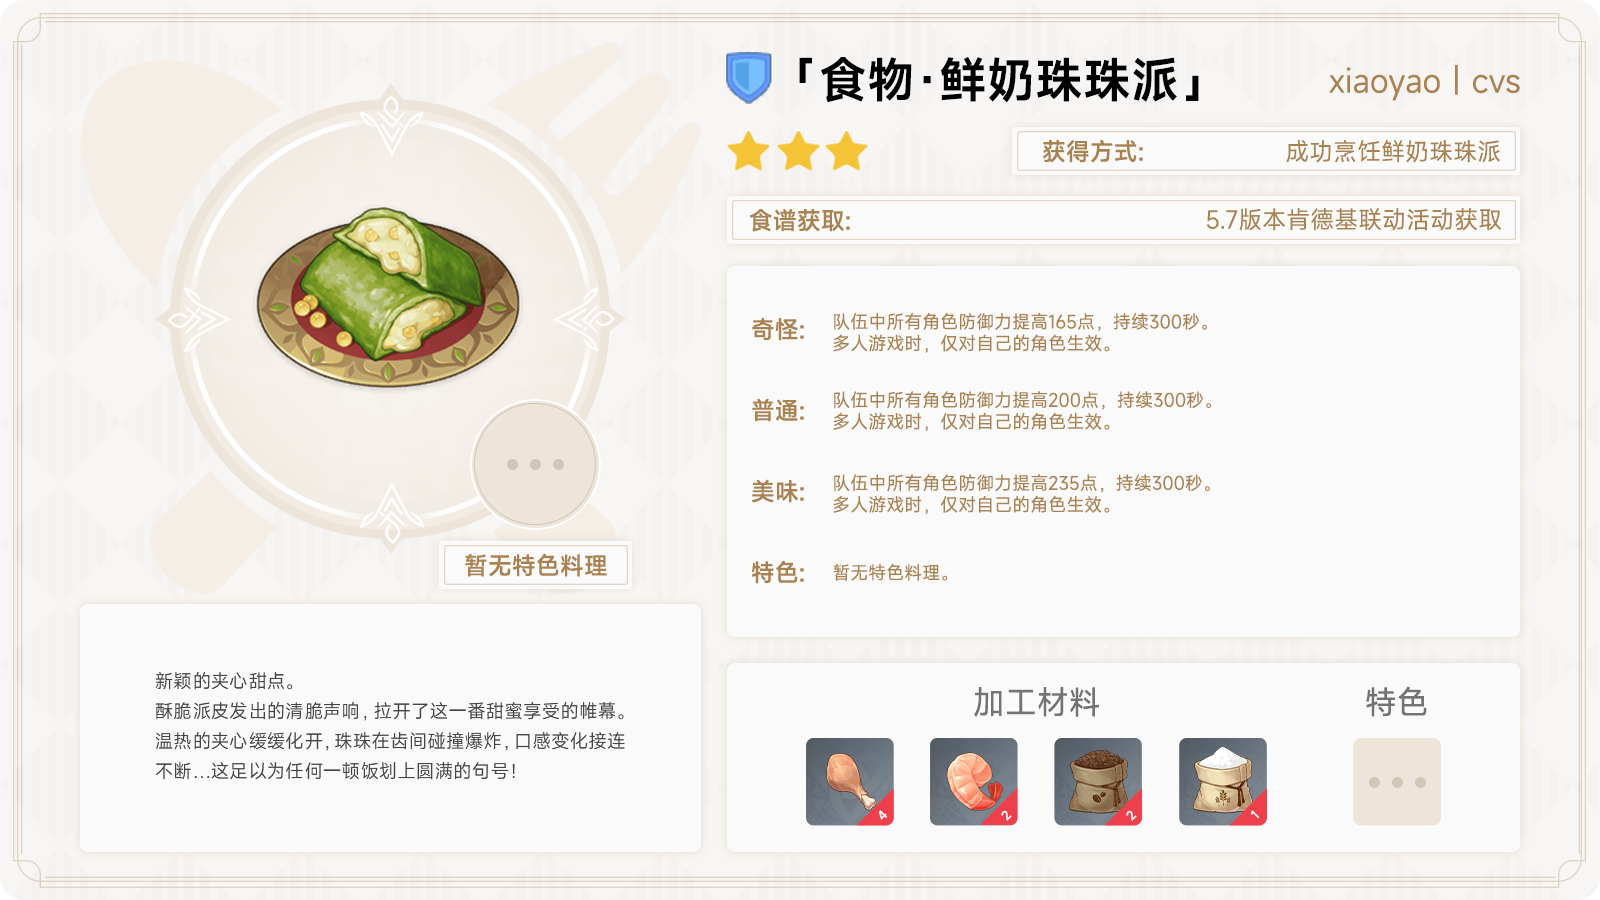 「食物·鲜奶珠珠派」
xiaoyao | cvs
获得方式: 成功烹饪鲜奶珠珠派
食谱获取: 5.7版本肯德基联动活动获取
奇怪: 队伍中所有角色防御力提高165点，持续300秒。
多人游戏时，仅对自己的角色生效。
普通: 队伍中所有角色防御力提高200点，持续300秒。
多人游戏时，仅对自己的角色生效。
美味: 队伍中所有角色防御力提高235点，持续300秒。
多人游戏时，仅对自己的角色生效。
特色: 暂无特色料理。
暂无特色料理
新颖的夹心甜点。
酥脆派皮发出的清脆声响，拉开了这一番甜蜜享受的帷幕。
温热的夹心缓缓化开，珠珠在齿间碰撞爆炸，口感变化接连
不断…这足以为任何一顿饭划上圆满的句号！
加工材料
特色
4
2
2
1